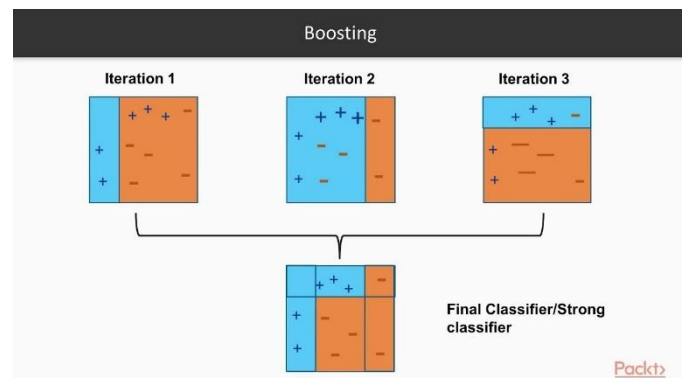 Boosting
Iteration 1
Iteration 2
Iteration 3
Final Classifier/Strong
classifier
Packt>